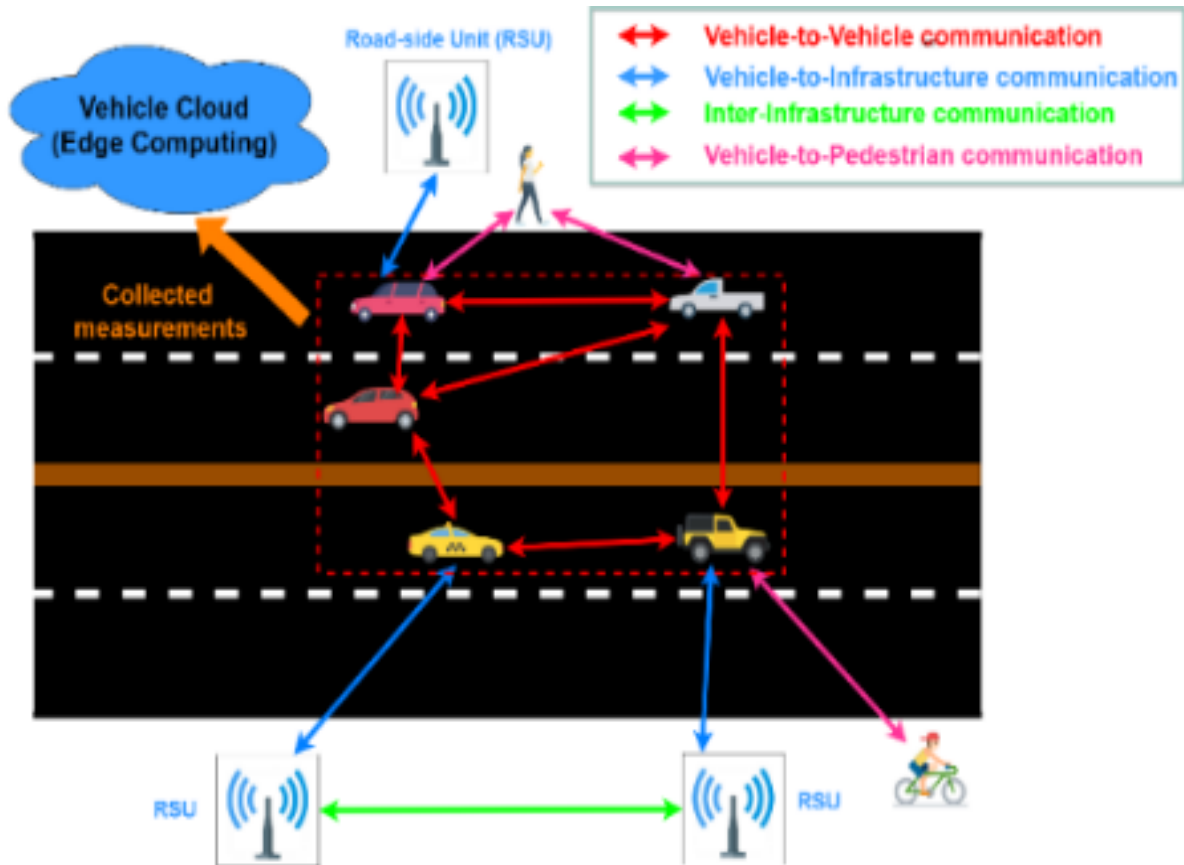 Road-side Unit (RSU)
Vehicle Cloud
(Edge Computing)
Vehicle-to-Vehicle communication
Vehicle-to-Infrastructure communication
Inter-Infrastructure communication
Vehicle-to-Pedestrian communication
Collected
measurements
RSU
RSU